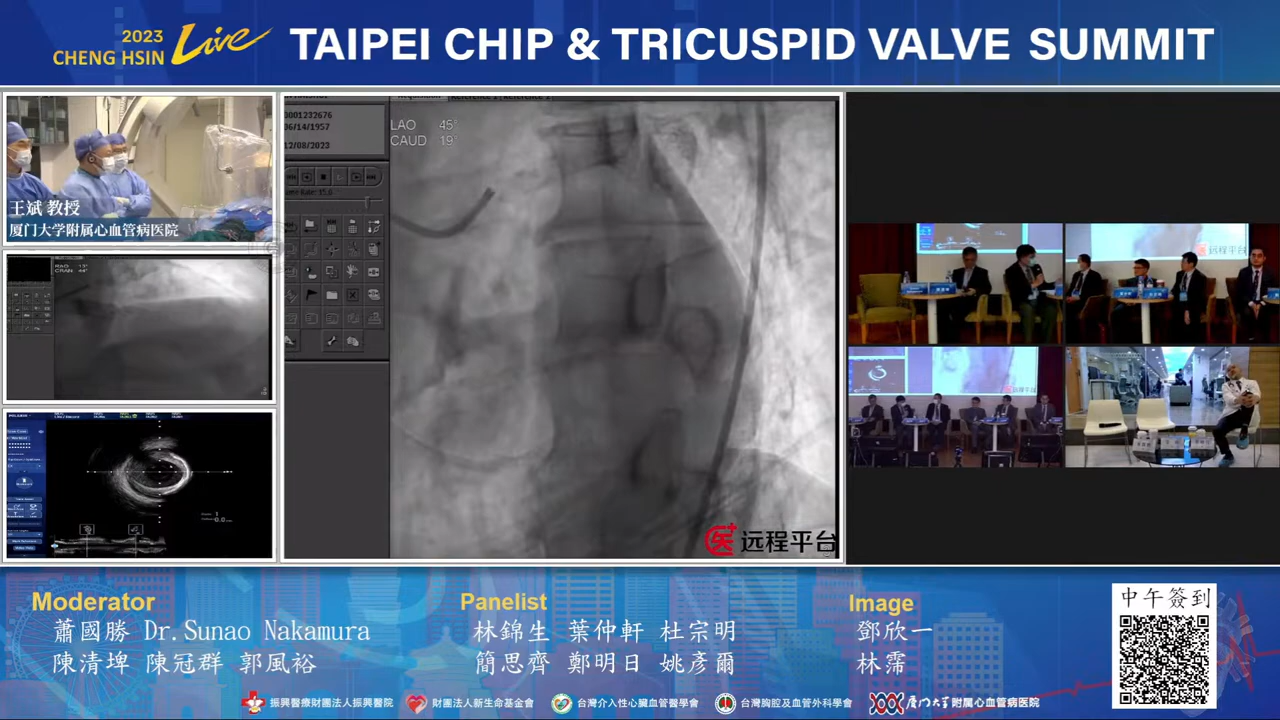 2023
CHENG HSIN Live
TAIPEI CHIP & TRICUSPID VALVE SUMMIT
王斌 教授
厦门大学附属心血管病医院
0001232676
06/14/1957
12/08/2023
LAO 45°
CAUD 19°
医 远程平台
远程平台
Moderator
蕭國勝 Dr.Sunao Nakamura
陳清埤 陳冠群 郭風裕
Panelist
林錦生 葉仲軒 杜宗明
簡思齊 鄭明日 姚彥爾
Image
鄧欣一
林霈
中午簽到
振興醫療財團法人振興醫院
財團法人新生命基金會
台灣介入性心臟血管醫學會
台灣胸腔及血管外科學會
厦门大学附属心血管病医院